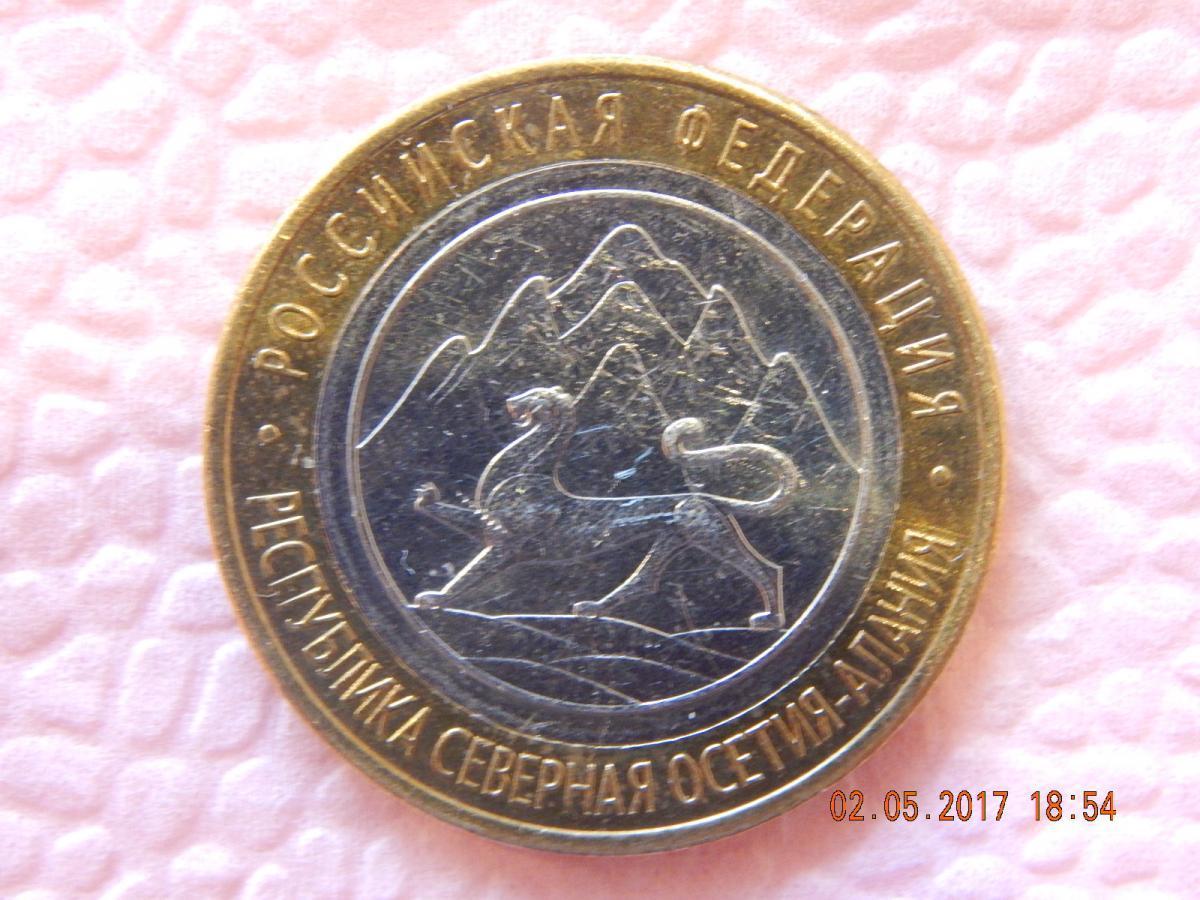 РОССИЙСКАЯ ФЕДЕРАЦИЯ
РЕСПУБЛИКА СЕВЕРНАЯ ОСЕТИЯ-АЛАНИЯ
02.05.2017 18:54